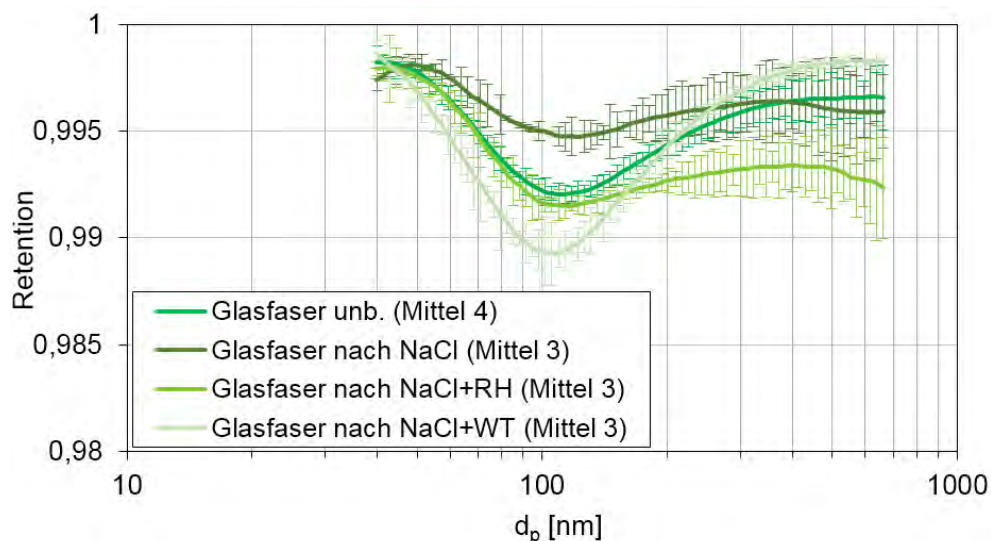 1
0,995
0,99
0,985
0,98
Retention
Glasfaser unb. (Mittel 4)
Glasfaser nach NaCl (Mittel 3)
Glasfaser nach NaCl+RH (Mittel 3)
Glasfaser nach NaCl+WT (Mittel 3)
10 100 1000
dp [nm]